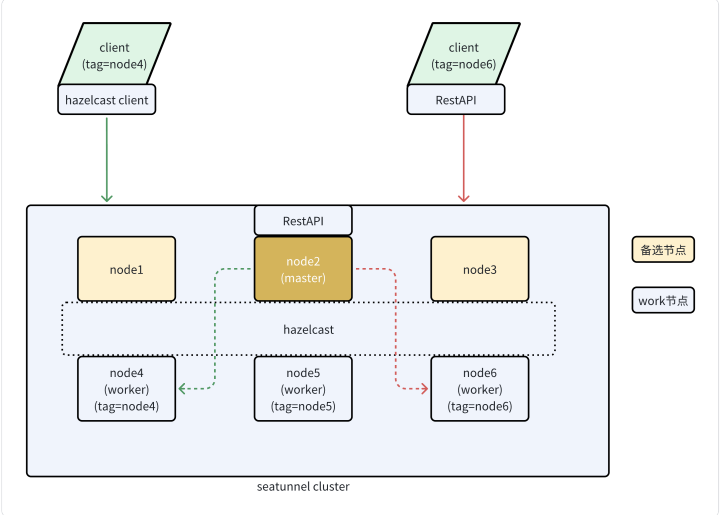 client
(tag=node4)
hazelcast client
client
(tag=node6)
RestAPI
RestAPI
node1
node2
(master)
node3
备选节点
work节点
hazelcast
node4
(worker)
(tag=node4)
node5
(worker)
(tag=node5)
node6
(worker)
(tag=node6)
seatunnel cluster